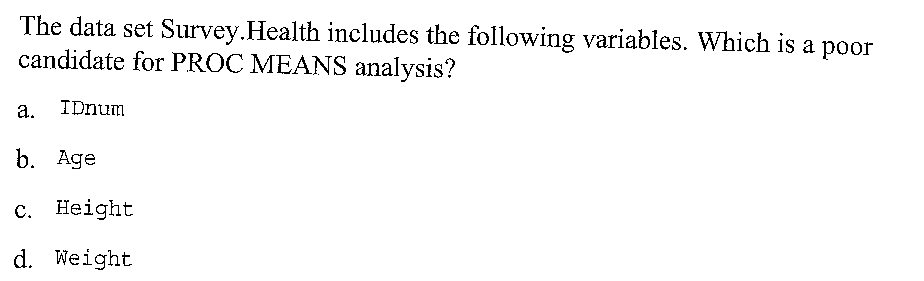 The data set Survey.Health includes the following variables. Which is a poor
candidate for PROC MEANS analysis?
a. IDnum
b. Age
c. Height
d. Weight